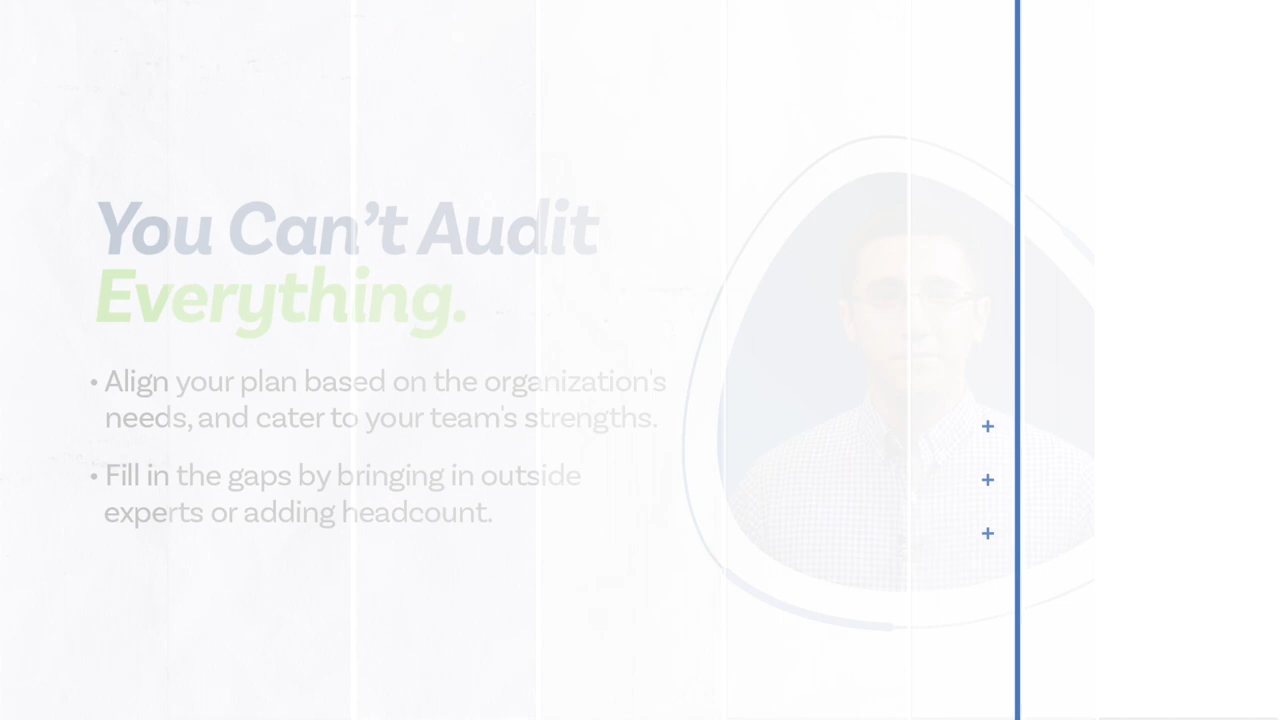 You Can’t Audit
Everything.
• Align your plan based on the organization's
needs, and cater to your team's strengths.
• Fill in the gaps by bringing in outside
experts or adding headcount.